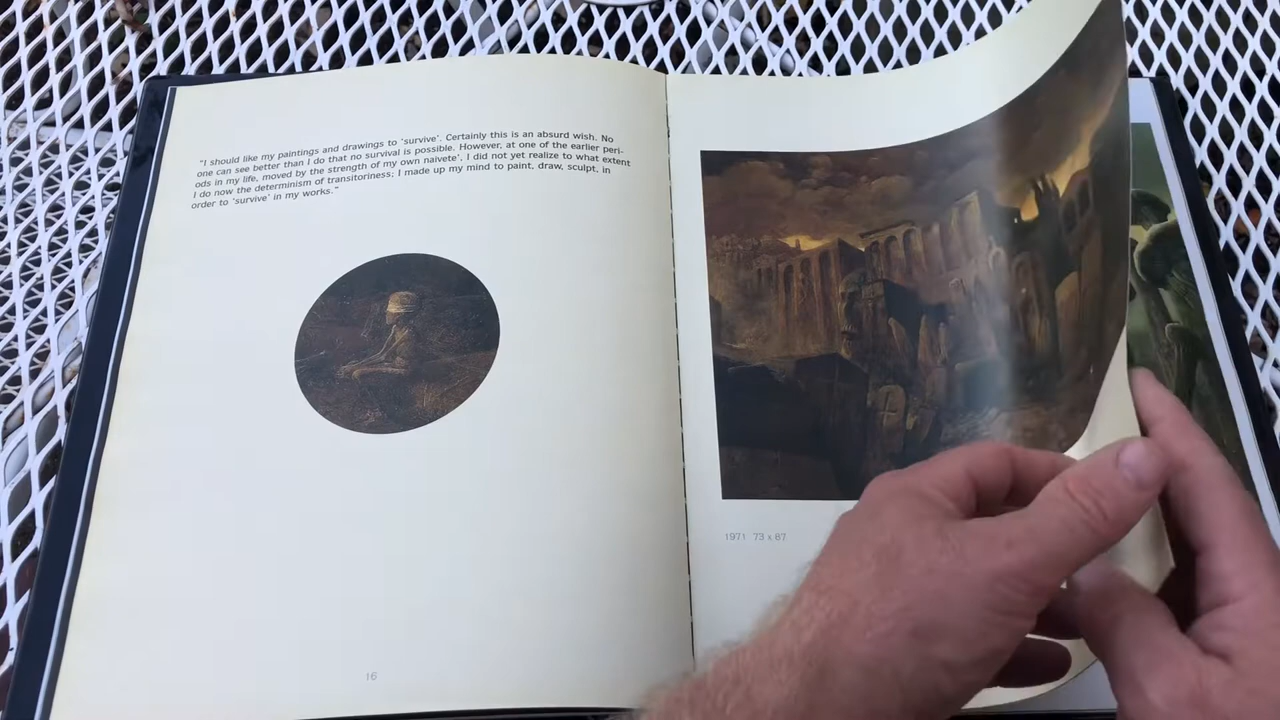 "I should like my paintings and drawings to 'survive'. Certainly this is an absurd wish. No
one can see better than I do that no survival is possible. However, at one of the earlier peri-
ods in my life, moved by the strength of my own naivete', I did not yet realize to what extent
I do now the determinism of transitoriness; I made up my mind to paint, draw, sculpt, in
order to 'survive' in my works."
1971 73 x 87
16